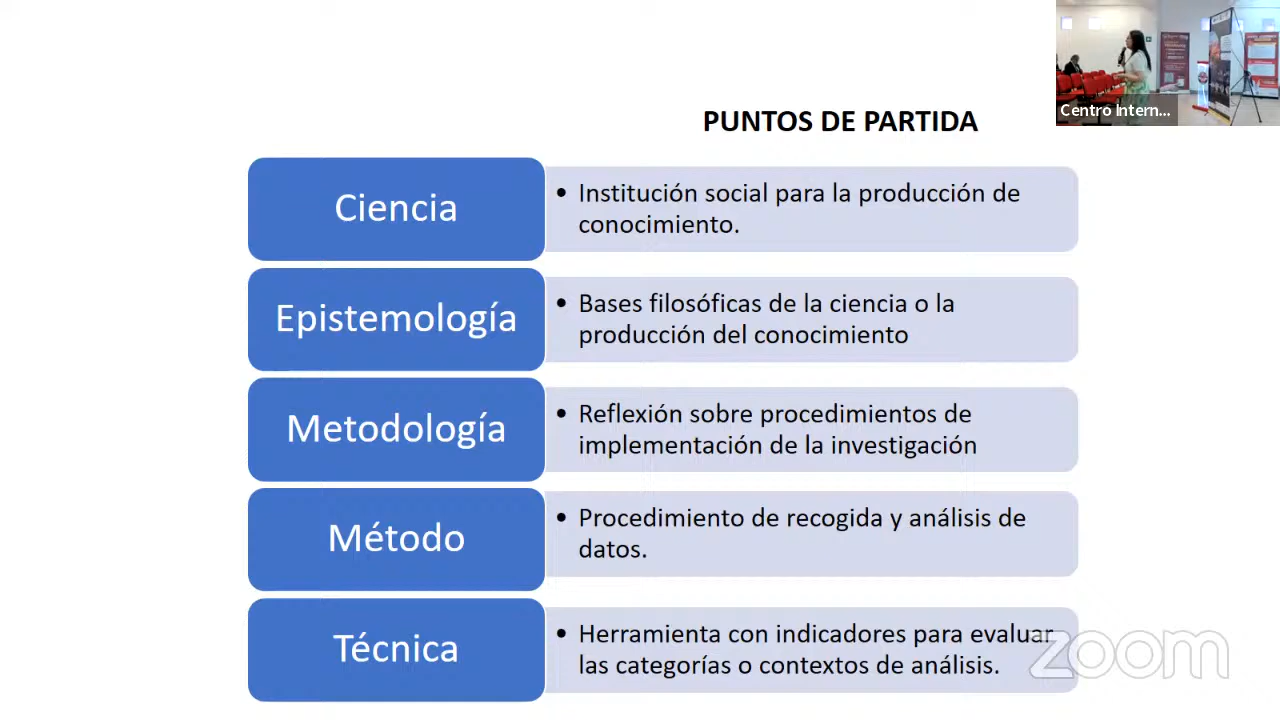 Centro Intern...
PUNTOS DE PARTIDA
Ciencia
• Institución social para la producción de
conocimiento.
Epistemología
• Bases filosóficas de la ciencia o la
producción del conocimiento
Metodología
• Reflexión sobre procedimientos de
implementación de la investigación
Método
• Procedimiento de recogida y análisis de
datos.
Técnica
• Herramienta con indicadores para evaluar
las categorías o contextos de análisis.
zoom